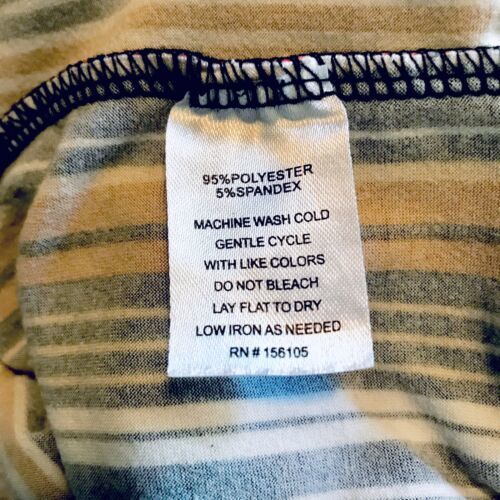 95%POLYESTER
5%SPANDEX
MACHINE WASH COLD
GENTLE CYCLE
WITH LIKE COLORS
DO NOT BLEACH
LAY FLAT TO DRY
LOW IRON AS NEEDED
RN # 156105